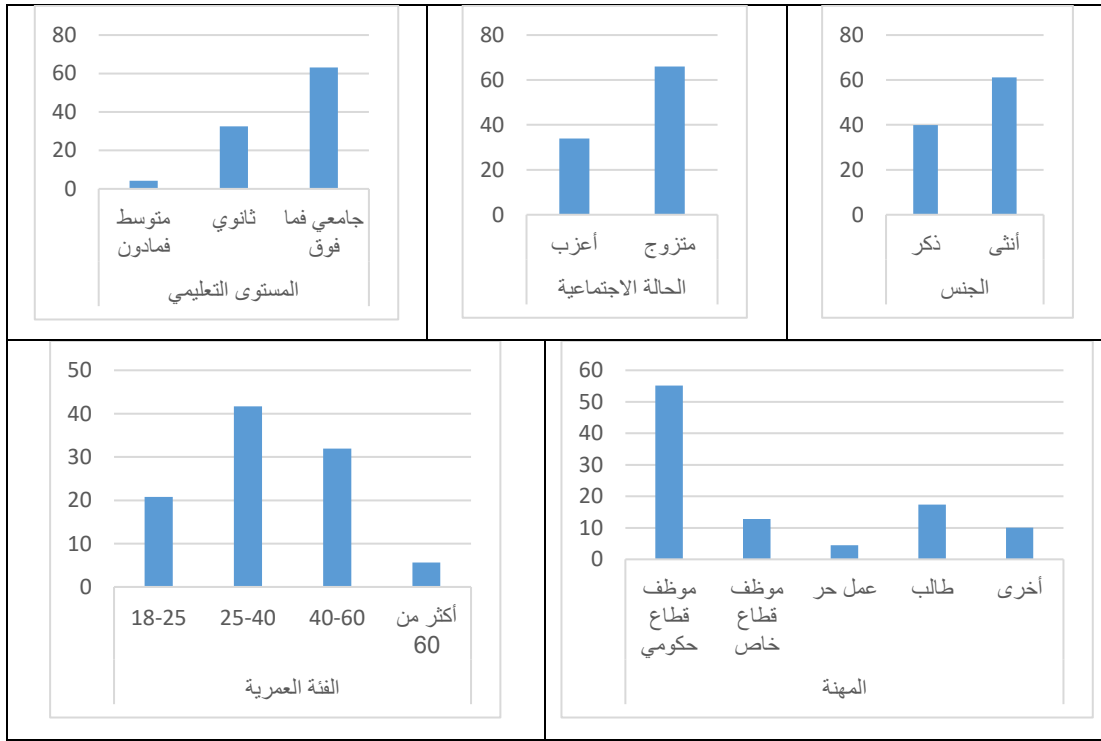 80
60
40
20
0
متوسط فمادون
ثانوي
جامعي فما فوق
المستوى التعليمي
80
60
40
20
0
أعزب
متزوج
الحالة الاجتماعية
80
60
40
20
0
ذكر
أنثى
الجنس
50
40
30
20
10
0
18-25
25-40
40-60
أكثر من 60
الفئة العمرية
60
50
40
30
20
10
0
موظف قطاع حكومي
موظف قطاع خاص
عمل حر
طالب
أخرى
المهنة